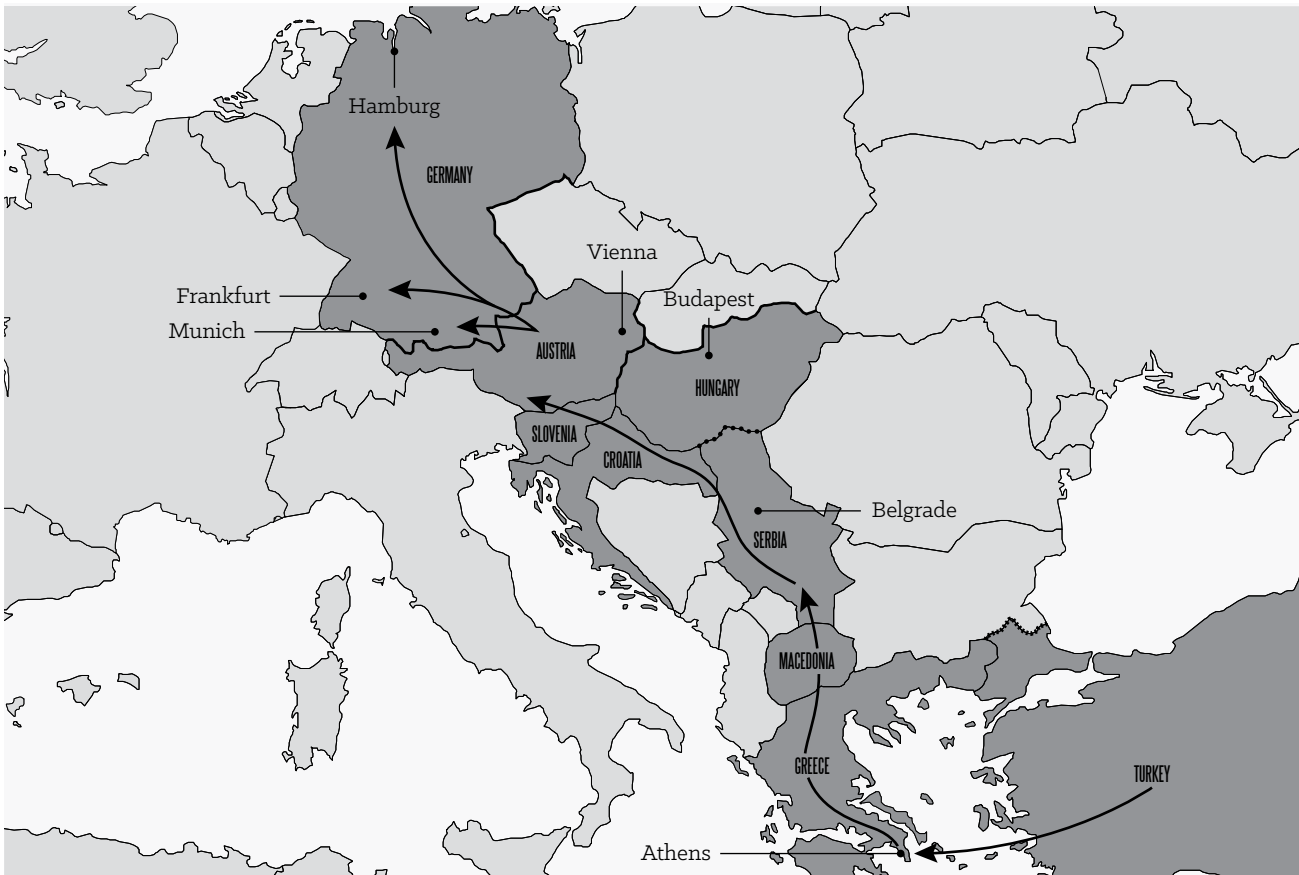 Hamburg
GERMANY
Vienna
Frankfurt
Budapest
Munich
AUSTRIA
HUNGARY
SLOVENIA
CROATIA
Belgrade
SERBIA
MACEDONIA
GREECE
TURKEY
Athens